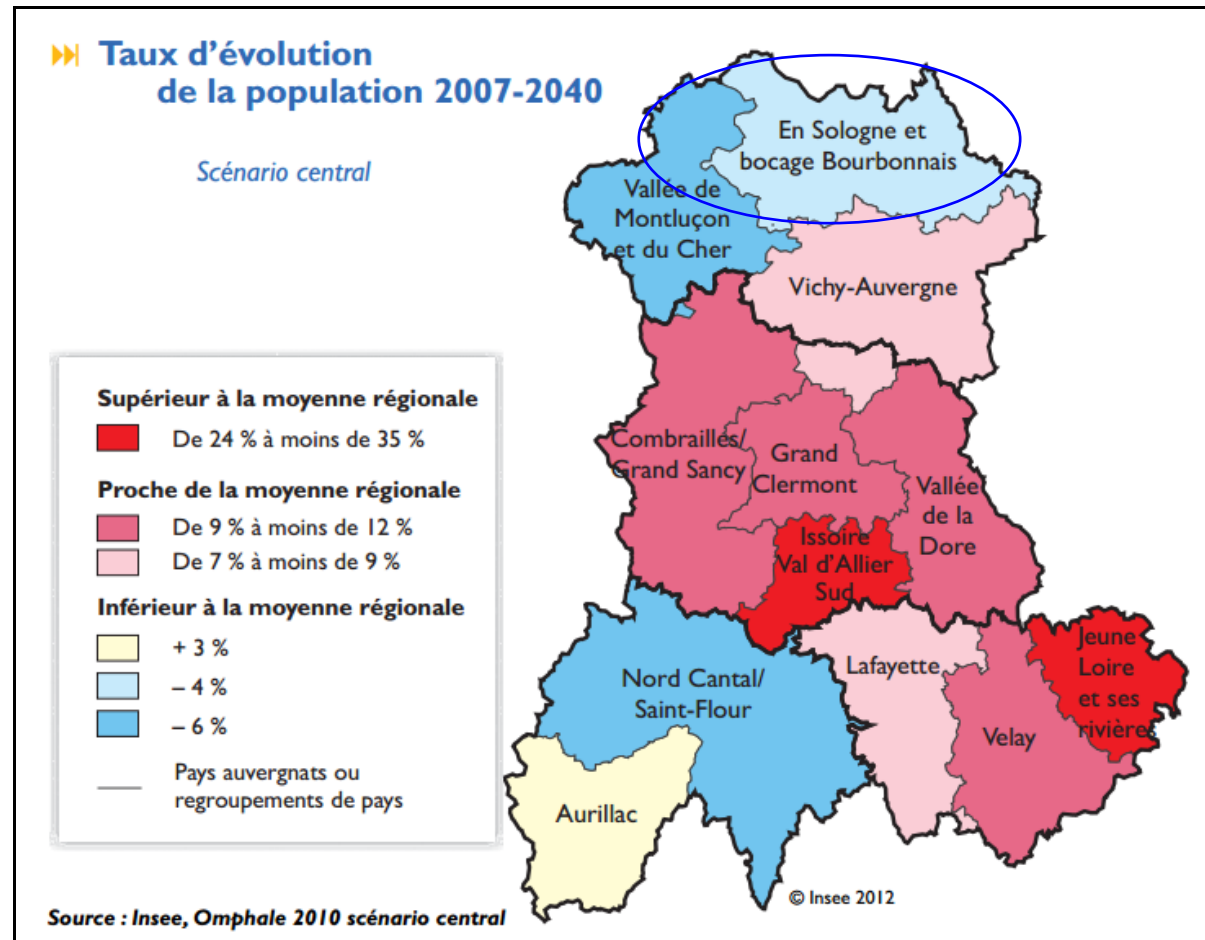 Taux d'évolution
de la population 2007-2040
Scénario central
En Sologne et
bocage Bourbonnais
Vallée de
Montluçon
et du Cher
Vichy-Auvergne
Supérieur à la moyenne régionale
De 24 % à moins de 35 %
Proche de la moyenne régionale
De 9 % à moins de 12 %
De 7 % à moins de 9 %
Inférieur à la moyenne régionale
+ 3 %
– 4 %
– 6 %
Pays auvergnats ou
regroupements de pays
Combrailles/
Grand Sancy
Grand
Clermont
Vallée
de la
Dore
Issoire
Val d'Allier
Sud
Nord Cantal/
Saint-Flour
Lafayette
Jeune
Loire
et ses
rivières
Velay
Aurillac
© Insee 2012
Source : Insee, Omphale 2010 scénario central